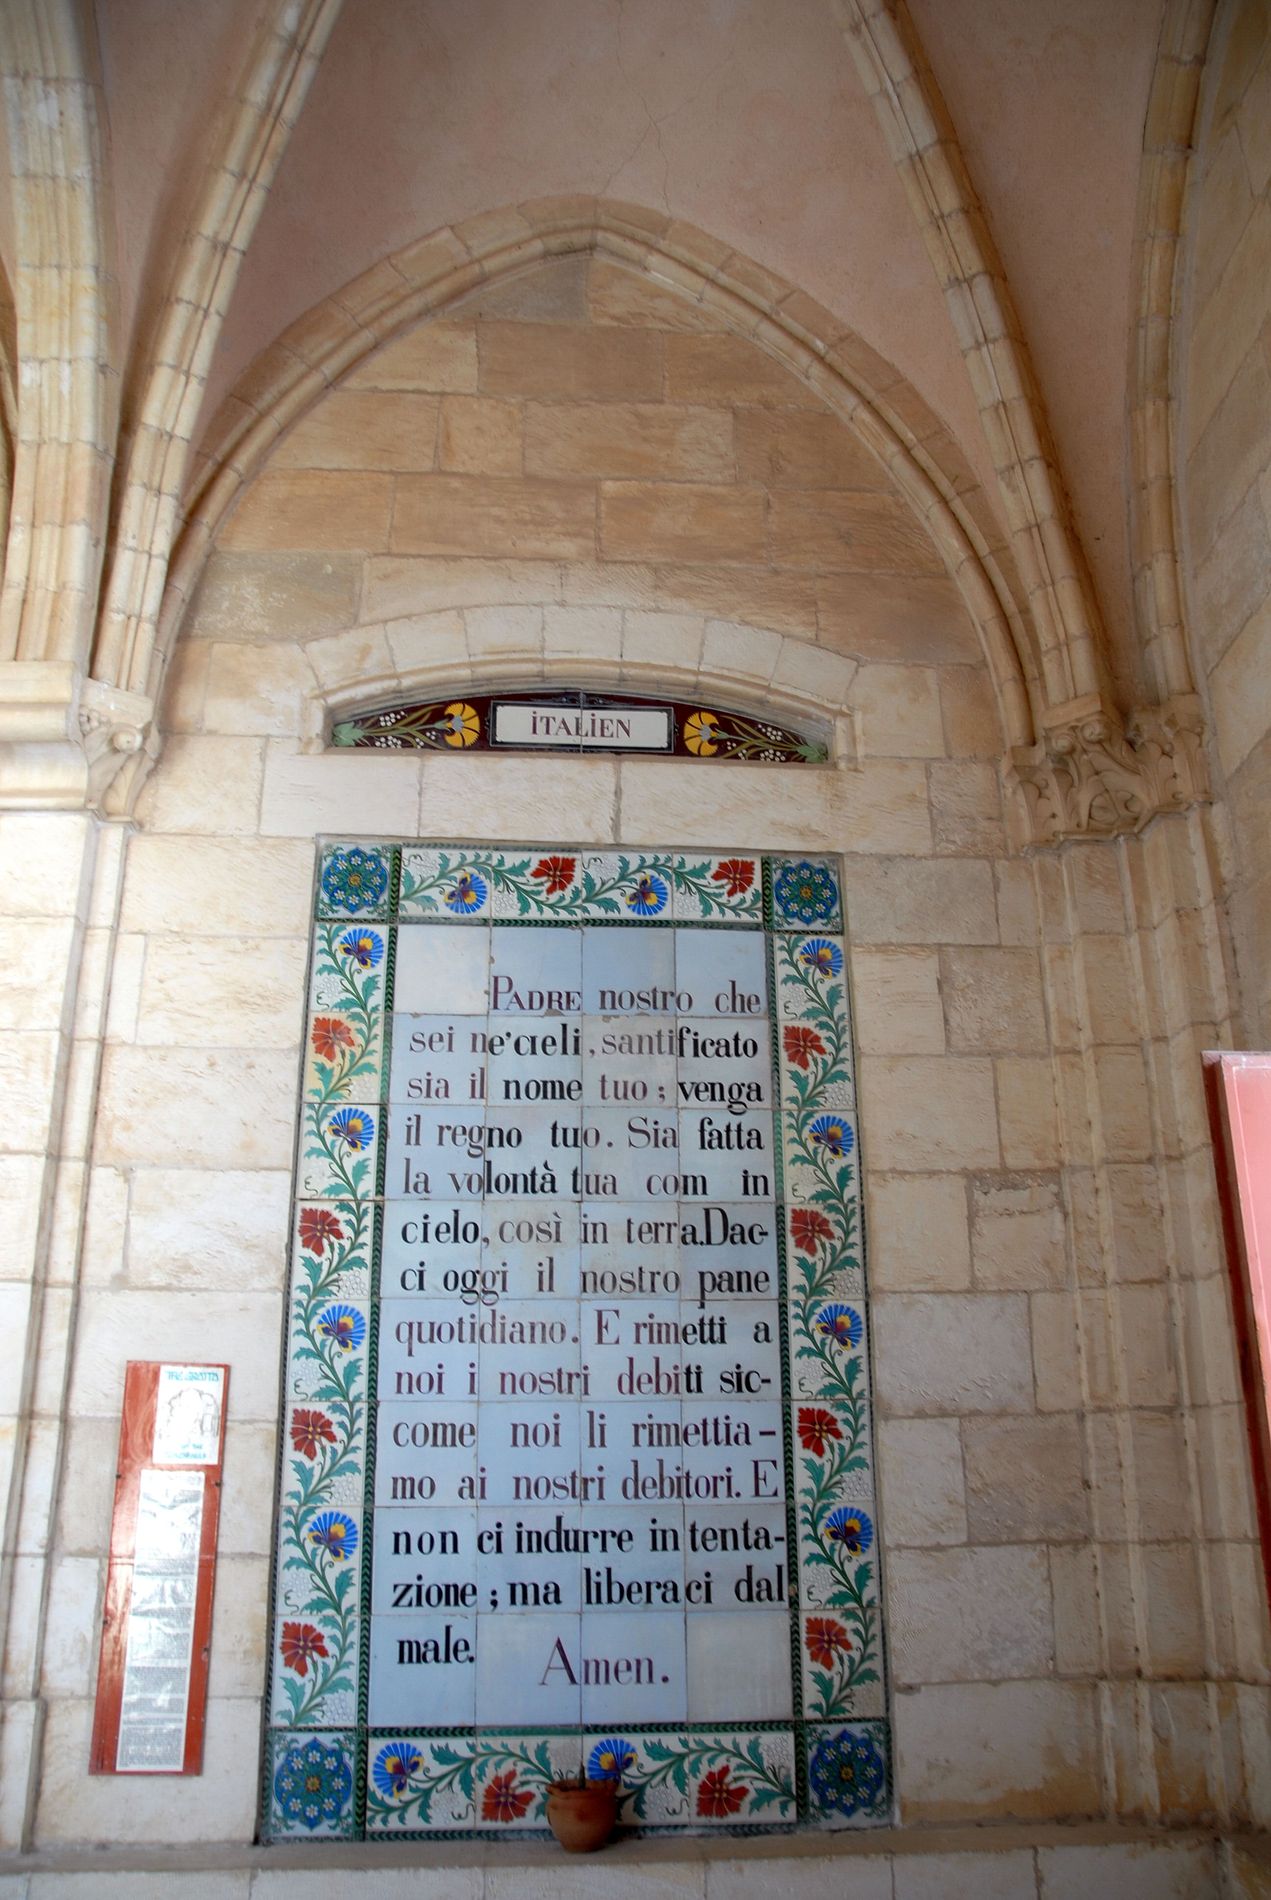 iTALiEN
PADRE nostro che
sei ne'cieli, santificato
sia il nome tuo; venga
il regno tuo. Sia fatta
la volontà tua com in
cielo, così in terra. Dac-
ci oggi il nostro pane
quotidiano. E rimetti a
noi i nostri debiti sic-
come noi li rimettia-
mo ai nostri debitori. E
non ci indurre in tenta-
zione; ma liberaci dal
male. Amen.